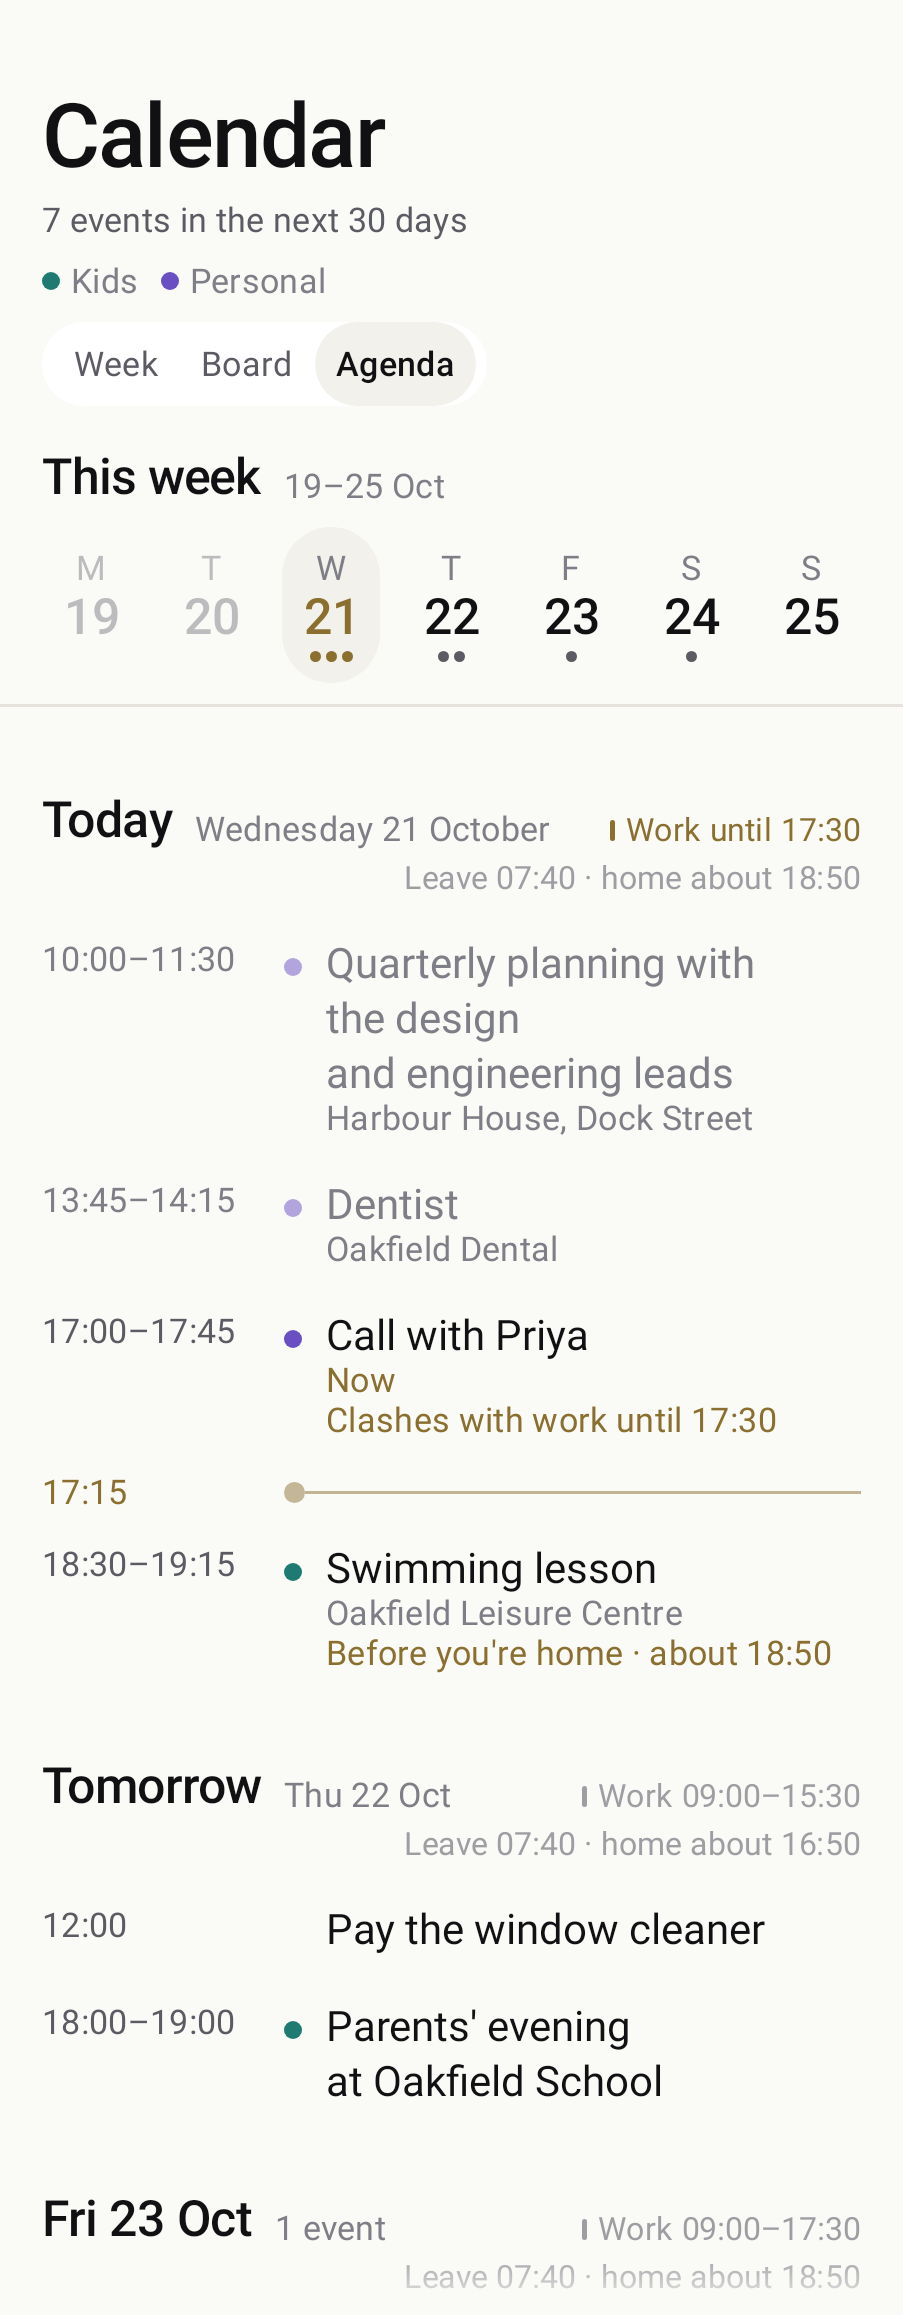 Calendar
7 events in the next 30 days
Kids Personal
Week Board Agenda
This week 19–25 Oct
M T W T F S S
19 20 21 22 23 24 25
Today Wednesday 21 October Work until 17:30
Leave 07:40 · home about 18:50
10:00–11:30 Quarterly planning with
the design
and engineering leads
Harbour House, Dock Street
13:45–14:15 Dentist
Oakfield Dental
17:00–17:45 Call with Priya
Now
Clashes with work until 17:30
17:15
18:30–19:15 Swimming lesson
Oakfield Leisure Centre
Before you're home · about 18:50
Tomorrow Thu 22 Oct Work 09:00–15:30
Leave 07:40 · home about 16:50
12:00 Pay the window cleaner
18:00–19:00 Parents' evening
at Oakfield School
Fri 23 Oct 1 event Work 09:00–17:30
Leave 07:40 · home about 18:50